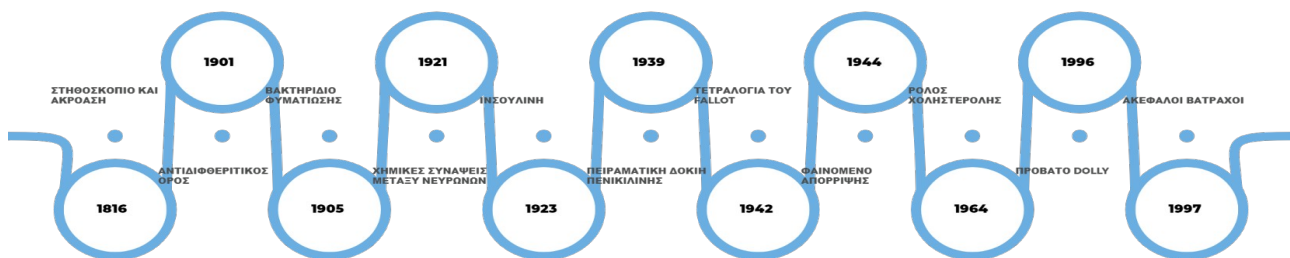 ΣΤΗΘΟΣΚΟΠΙΟ ΚΑΙ
ΑΚΡΟΑΣΗ
1816
1901
ΑΝΤΙΔΙΦΘΕΡΙΤΙΚΟΣ
ΟΡΟΣ
ΒΑΚΤΗΡΙΔΙΟ
ΦΥΜΑΤΙΩΣΗΣ
1905
1921
ΧΗΜΙΚΕΣ ΣΥΝΑΨΕΙΣ
ΜΕΤΑΞΥ ΝΕΥΡΩΝΩΝ
ΙΝΣΟΥΛΙΝΗ
1923
1939
ΠΕΙΡΑΜΑΤΙΚΗ ΔΟΚΙΗ
ΠΕΝΙΚΙΛΙΝΗΣ
ΤΕΤΡΑΛΟΓΙΑ ΤΟΥ
FALLOT
1942
1944
ΦΑΙΝΟΜΕΝΟ
ΑΠΟΡΡΙΨΗΣ
ΡΟΛΟΣ
ΧΟΛΗΣΤΕΡΟΛΗΣ
1964
1996
ΠΡΟΒΑΤΟ DOLLY
ΑΚΕΦΑΛΟΙ ΒΑΤΡΑΧΟΙ
1997